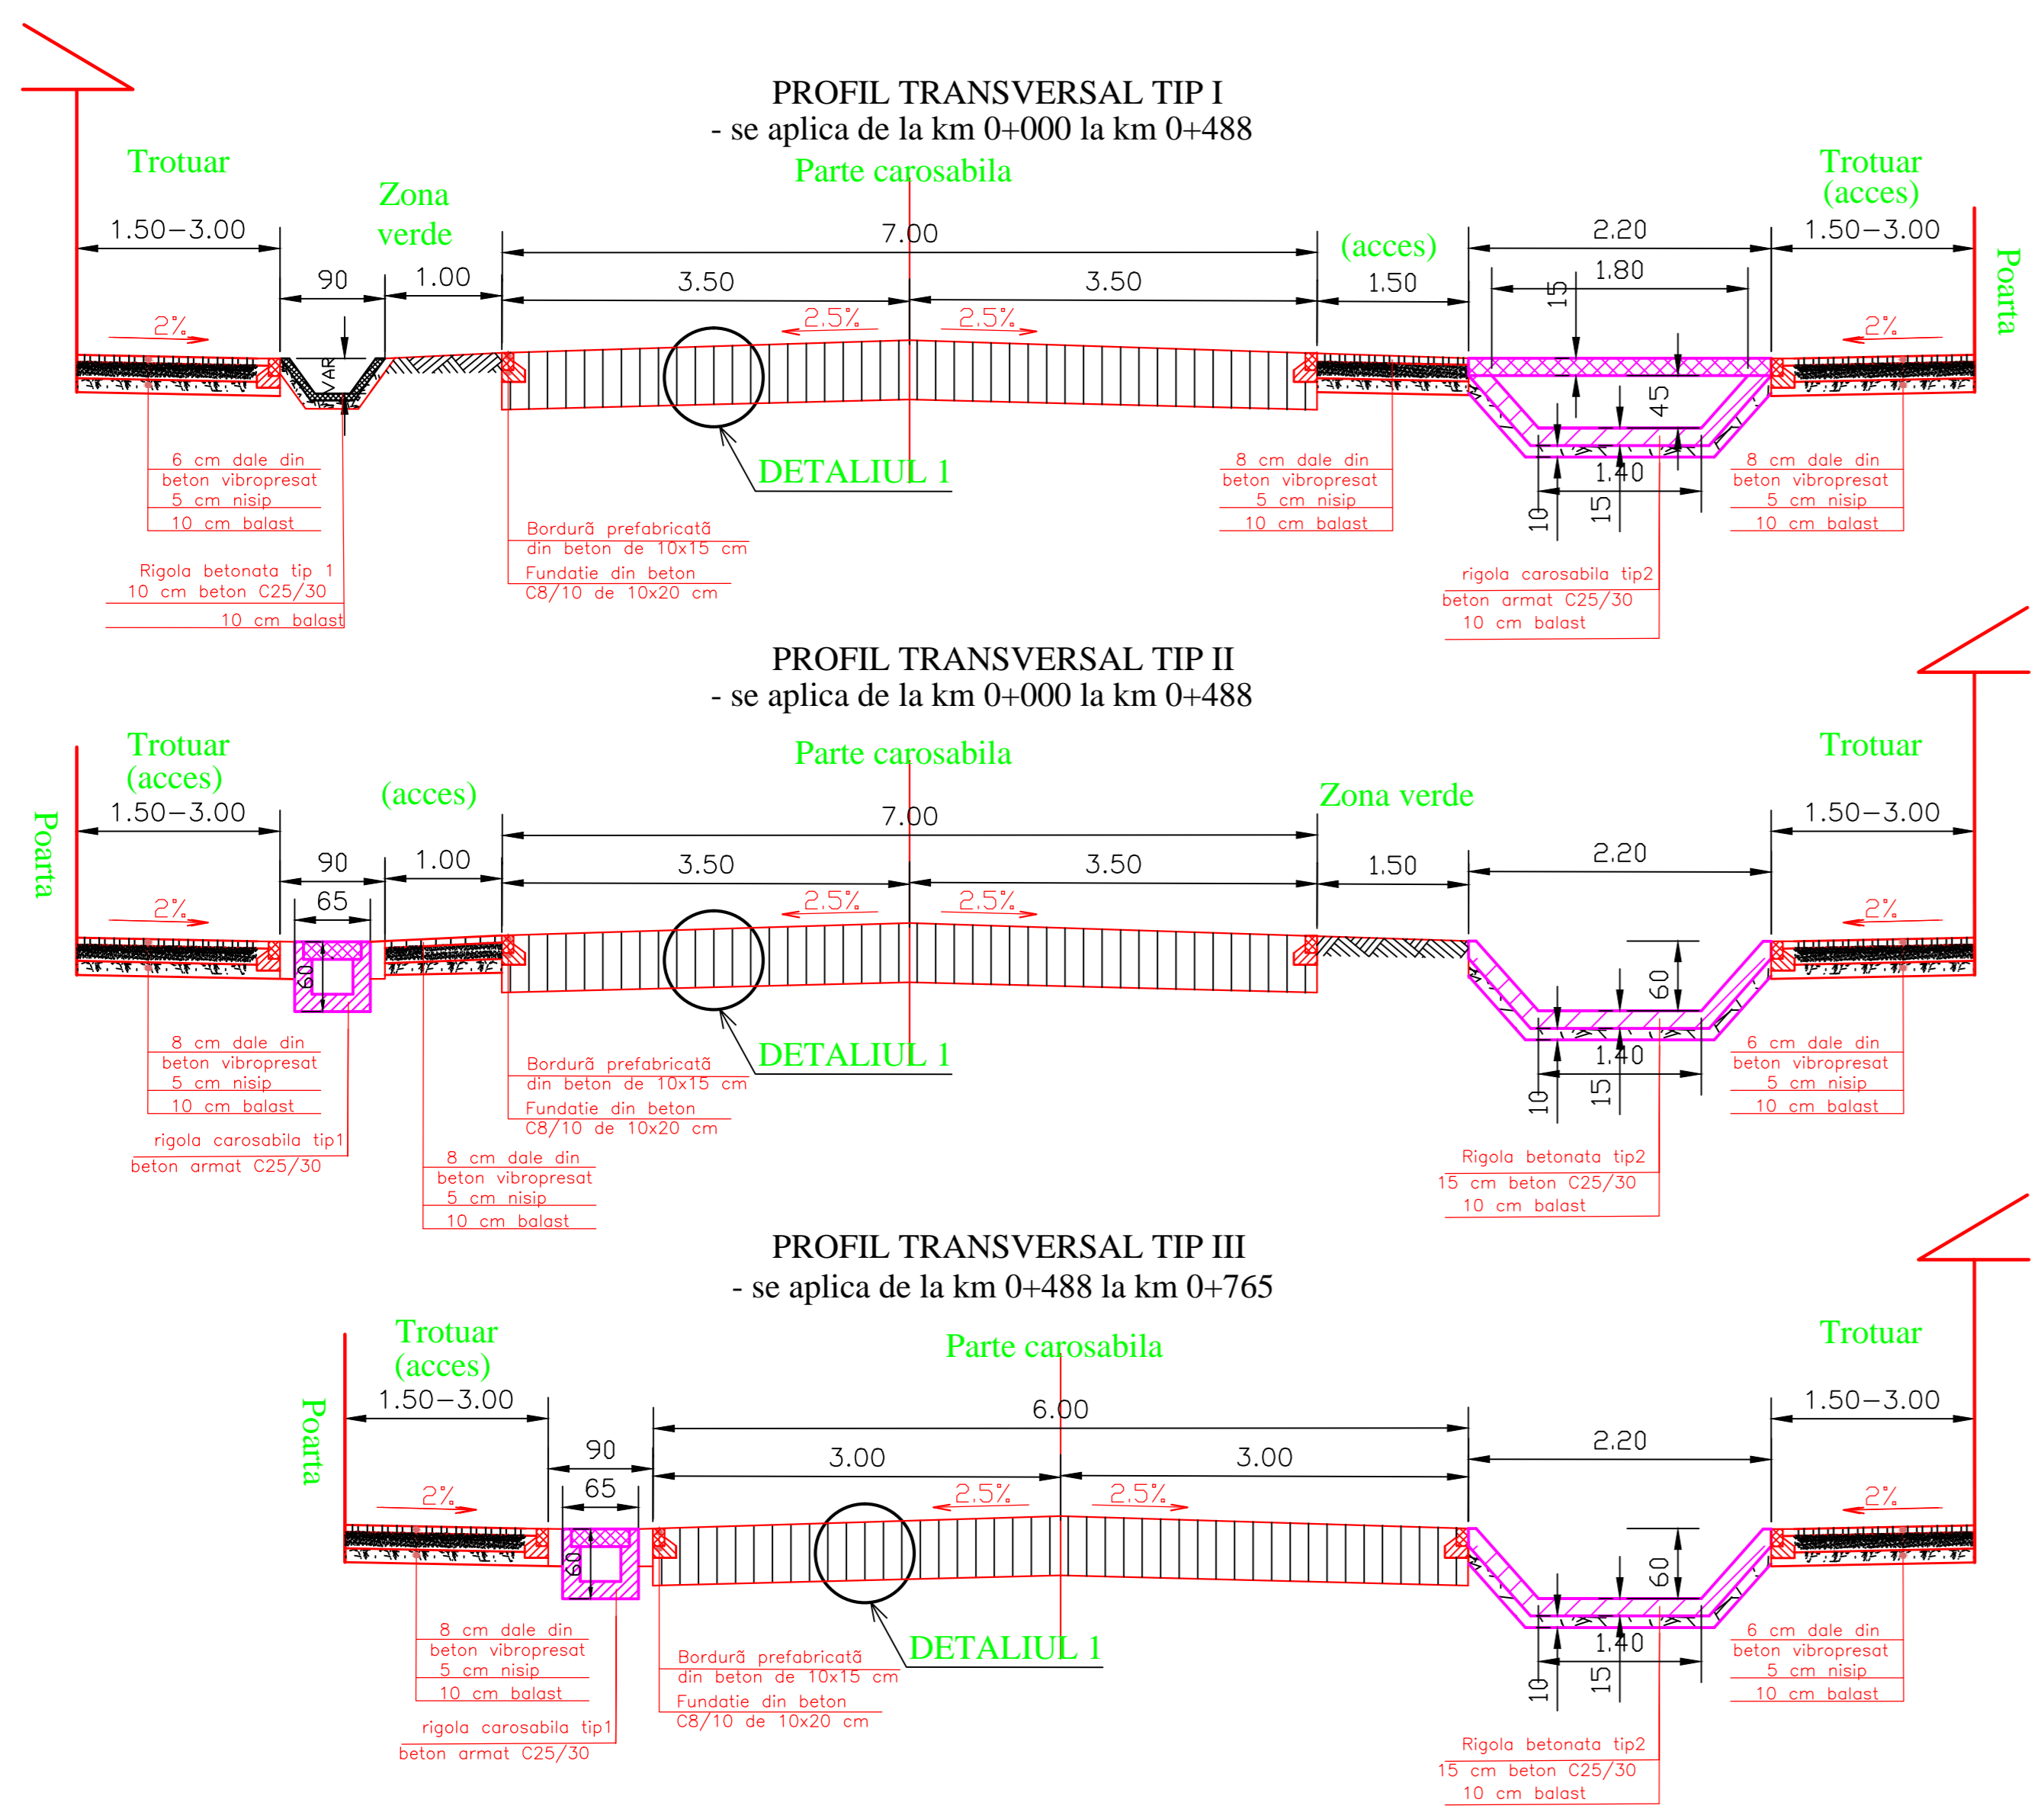 PROFIL TRANSVERSAL TIP I
- se aplica de la km 0+000 la km 0+488
Trotuar
Zona
verde
Parte carosabila
(acces)
Trotuar
(acces)
Poarta
1.50-3.00
90
1.00
7.00
3.50
3.50
1.50
2.20
1.80
1.50-3.00
2%
2.5%
2.5%
2%
VAR
15
45
1.40
10
15
DETALIUL 1
6 cm dale din
beton vibropresat
5 cm nisip
10 cm balast
Rigola betonata tip 1
10 cm beton C25/30
10 cm balast
Bordurã prefabricatã
din beton de 10x15 cm
Fundatie din beton
C8/10 de 10x20 cm
8 cm dale din
beton vibropresat
5 cm nisip
10 cm balast
rigola carosabila tip2
beton armat C25/30
10 cm balast
8 cm dale din
beton vibropresat
5 cm nisip
10 cm balast
PROFIL TRANSVERSAL TIP II
- se aplica de la km 0+000 la km 0+488
Trotuar
(acces)
Poarta
(acces)
Parte carosabila
Zona verde
Trotuar
1.50-3.00
90
65
1.00
7.00
3.50
3.50
1.50
2.20
1.50-3.00
2%
2.5%
2.5%
2%
60
60
1.40
10
15
DETALIUL 1
8 cm dale din
beton vibropresat
5 cm nisip
10 cm balast
rigola carosabila tip1
beton armat C25/30
8 cm dale din
beton vibropresat
5 cm nisip
10 cm balast
Bordurã prefabricatã
din beton de 10x15 cm
Fundatie din beton
C8/10 de 10x20 cm
Rigola betonata tip2
15 cm beton C25/30
10 cm balast
6 cm dale din
beton vibropresat
5 cm nisip
10 cm balast
PROFIL TRANSVERSAL TIP III
- se aplica de la km 0+488 la km 0+765
Trotuar
(acces)
Poarta
Parte carosabila
Trotuar
1.50-3.00
90
65
6.00
3.00
3.00
2.20
1.50-3.00
2%
2.5%
2.5%
2%
60
60
1.40
10
15
DETALIUL 1
8 cm dale din
beton vibropresat
5 cm nisip
10 cm balast
rigola carosabila tip1
beton armat C25/30
Bordurã prefabricatã
din beton de 10x15 cm
Fundatie din beton
C8/10 de 10x20 cm
Rigola betonata tip2
15 cm beton C25/30
10 cm balast
6 cm dale din
beton vibropresat
5 cm nisip
10 cm balast